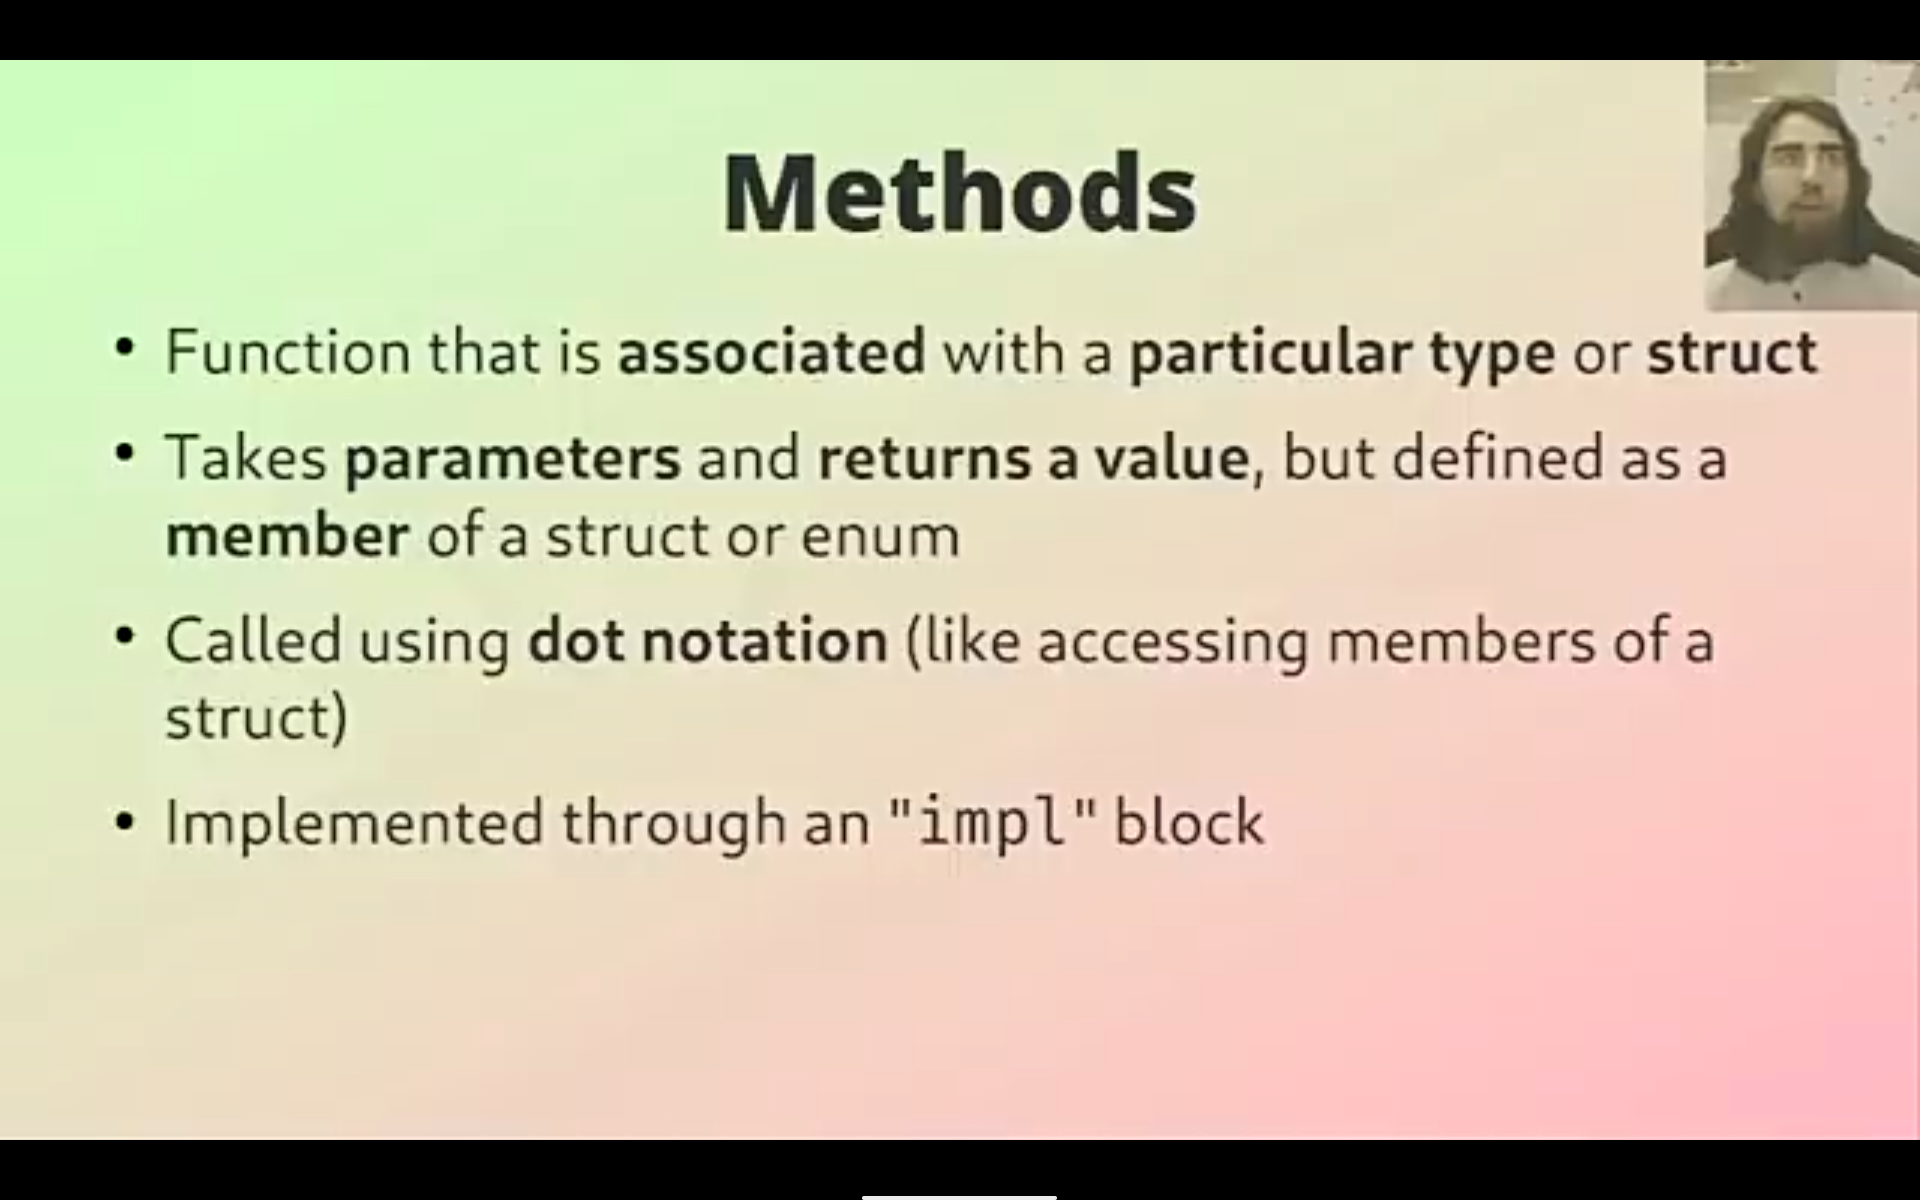 Methods
• Function that is associated with a particular type or struct
• Takes parameters and returns a value, but defined as a
member of a struct or enum
• Called using dot notation (like accessing members of a
struct)
• Implemented through an "impl" block